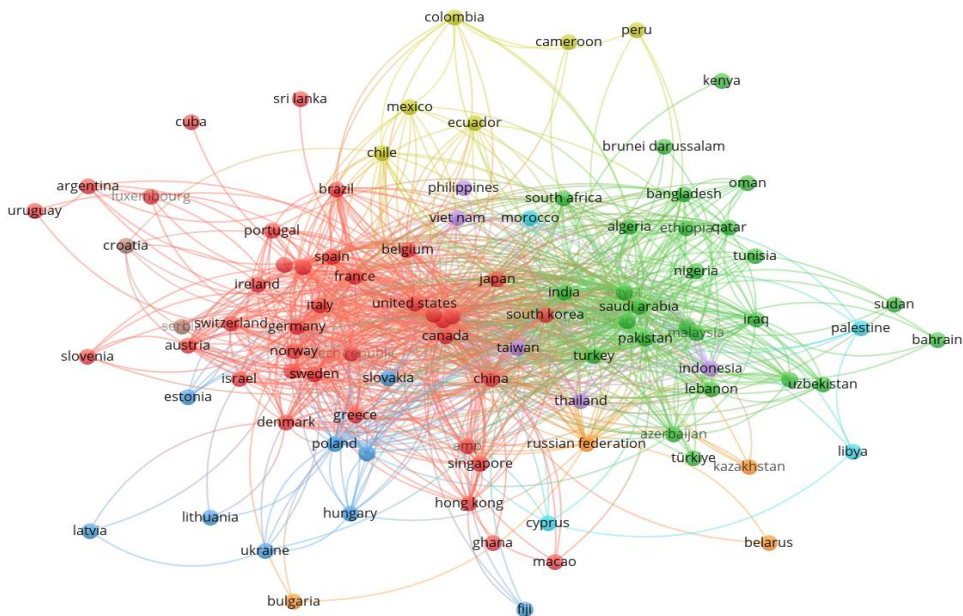 colombia
cameroon
peru
kenya
sri lanka
mexico
cuba
ecuador
brunei darussalam
chile
argentina
luxembourg
brazil
philippines
south africa
bangladesh
oman
uruguay
portugal
viet nam
morocco
algeria
ethiopia
qatar
croatia
spain
belgium
tunisia
ireland
france
japan
nigeria
italy
united states
india
saudi arabia
sudan
serbia
switzerland
germany
south korea
iraq
palestine
canada
pakistan
malaysia
bahrain
austria
norway
czech republic
taiwan
turkey
slovenia
israel
sweden
slovakia
china
indonesia
uzbekistan
estonia
thailand
lebanon
denmark
greece
poland
amp
russian federation
azerbaijan
libya
singapore
türkiye
kazakhstan
hong kong
latvia
lithuania
hungary
cyprus
ukraine
ghana
macao
belarus
bulgaria
fiji